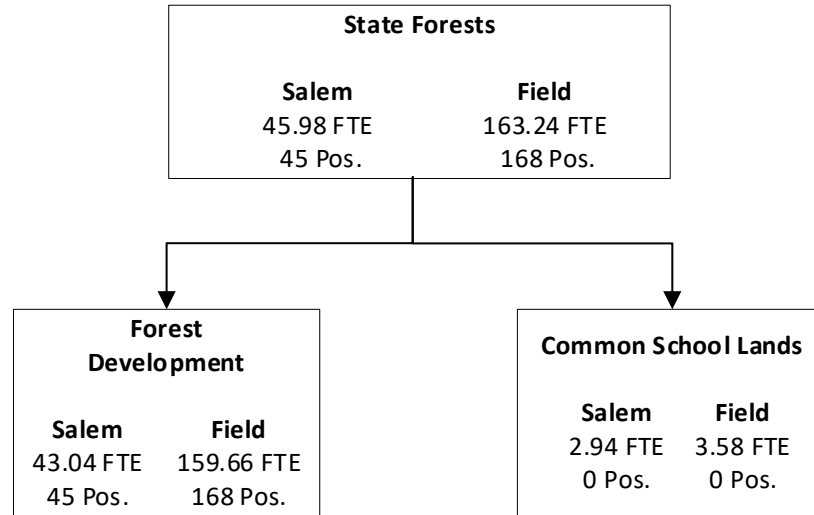 State Forests
Salem Field
45.98 FTE 163.24 FTE
45 Pos. 168 Pos.
Forest
Development
Salem Field
43.04 FTE 159.66 FTE
45 Pos. 168 Pos.
Common School Lands
Salem Field
2.94 FTE 3.58 FTE
0 Pos. 0 Pos.